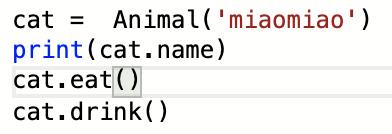 cat =  Animal('miaomiao')
print(cat.name)
cat.eat()
cat.drink()